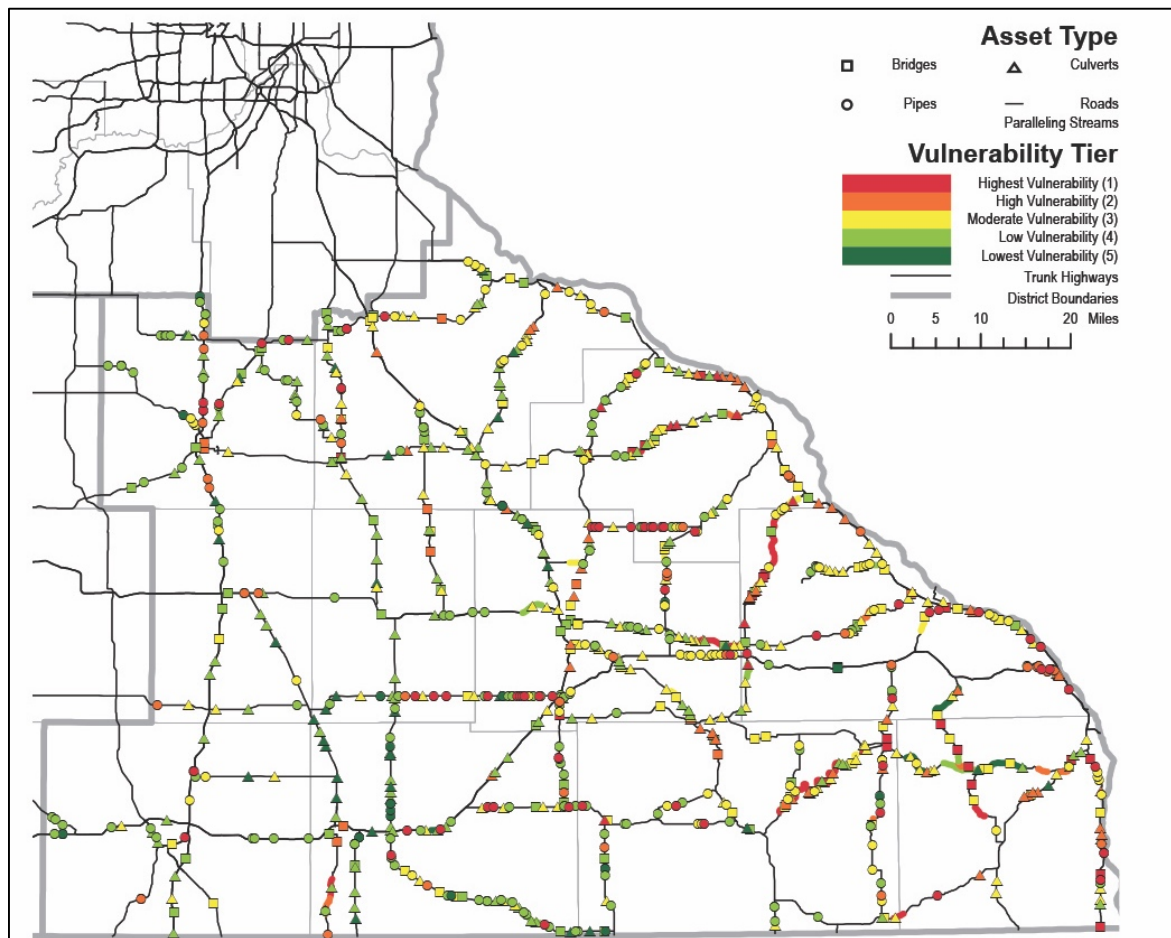 Asset Type
Bridges Culverts
Pipes Roads
Paralleling Streams
Vulnerability Tier
Highest Vulnerability (1)
High Vulnerability (2)
Moderate Vulnerability (3)
Low Vulnerability (4)
Lowest Vulnerability (5)
Trunk Highways
District Boundaries
0 5 10 20 Miles